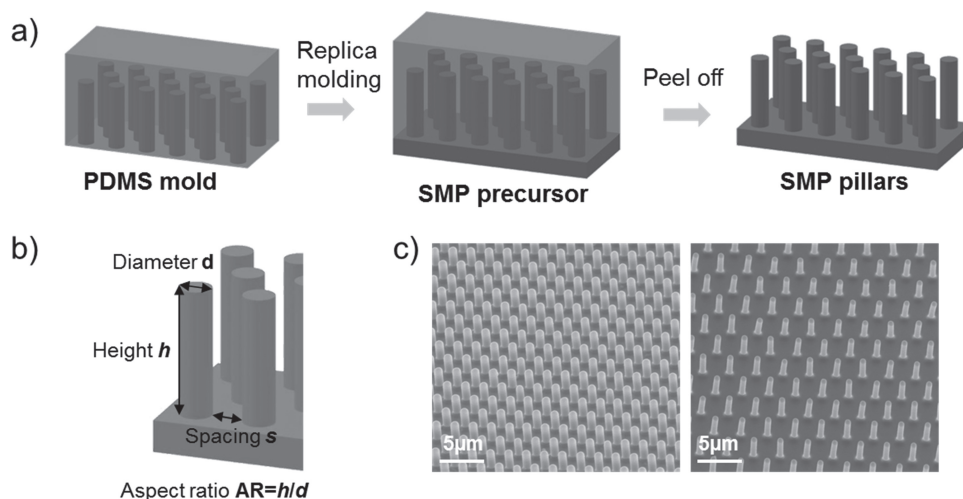 a)
Replica
molding
Peel off
PDMS mold
SMP precursor
SMP pillars
b)
Diameter d
Height h
Spacing s
Aspect ratio AR=h/d
c)
5μm
5μm